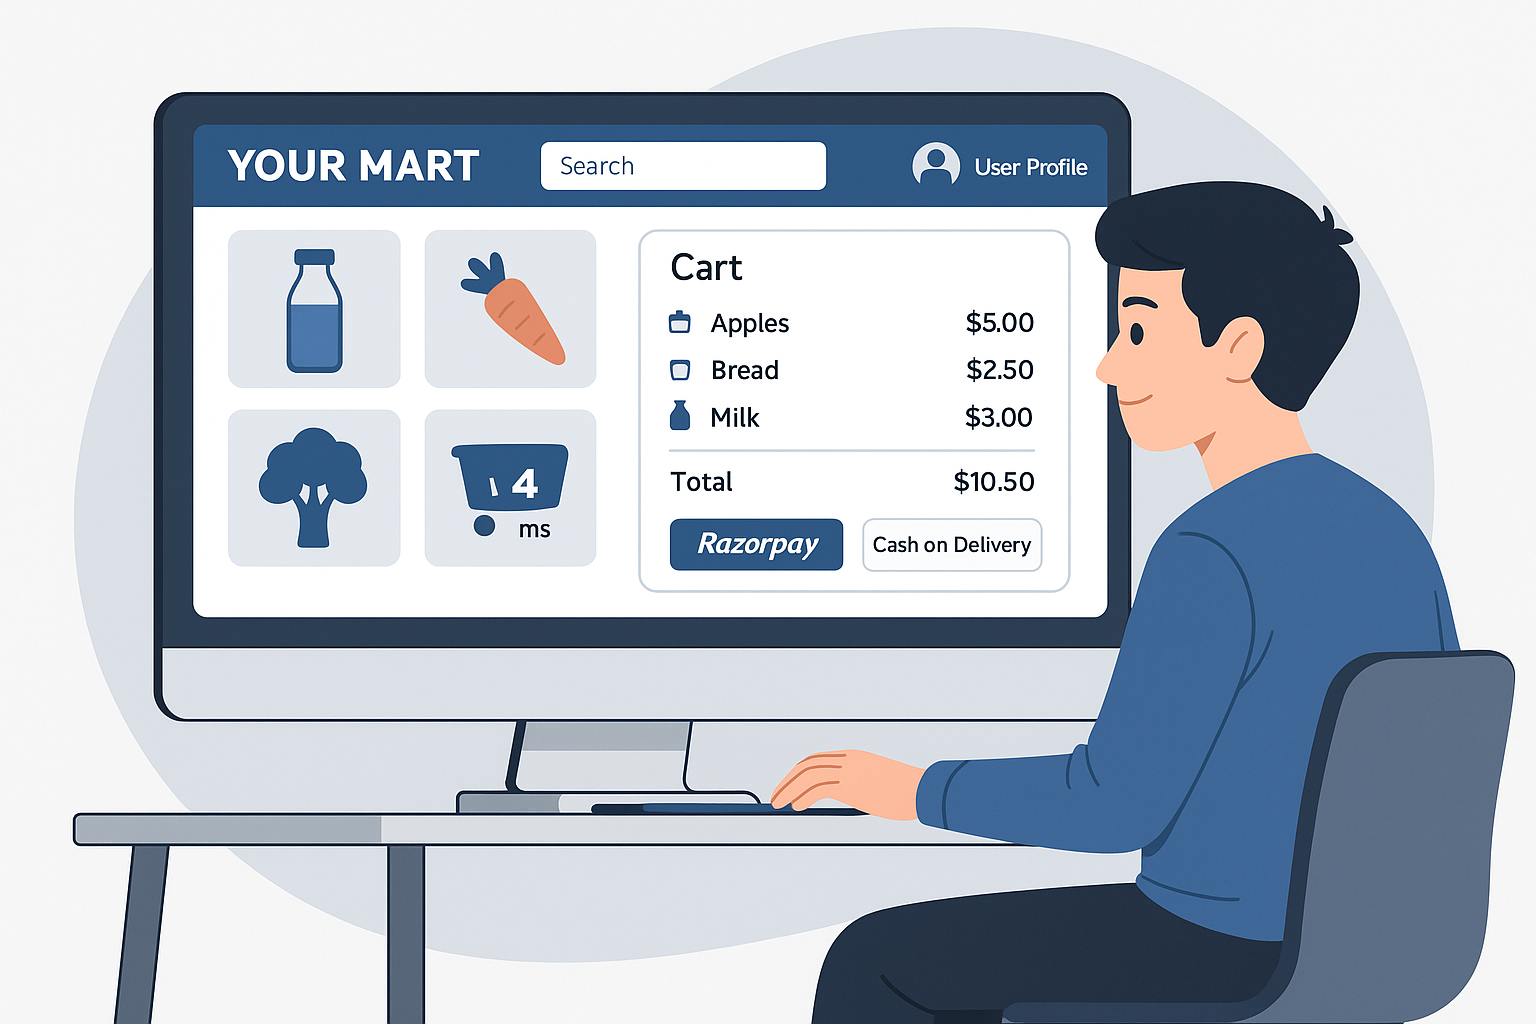 YOUR MART
Search
User Profile
Cart
Apples $5.00
Bread $2.50
Milk $3.00
Total $10.50
4
ms
Razorpay
Cash on Delivery